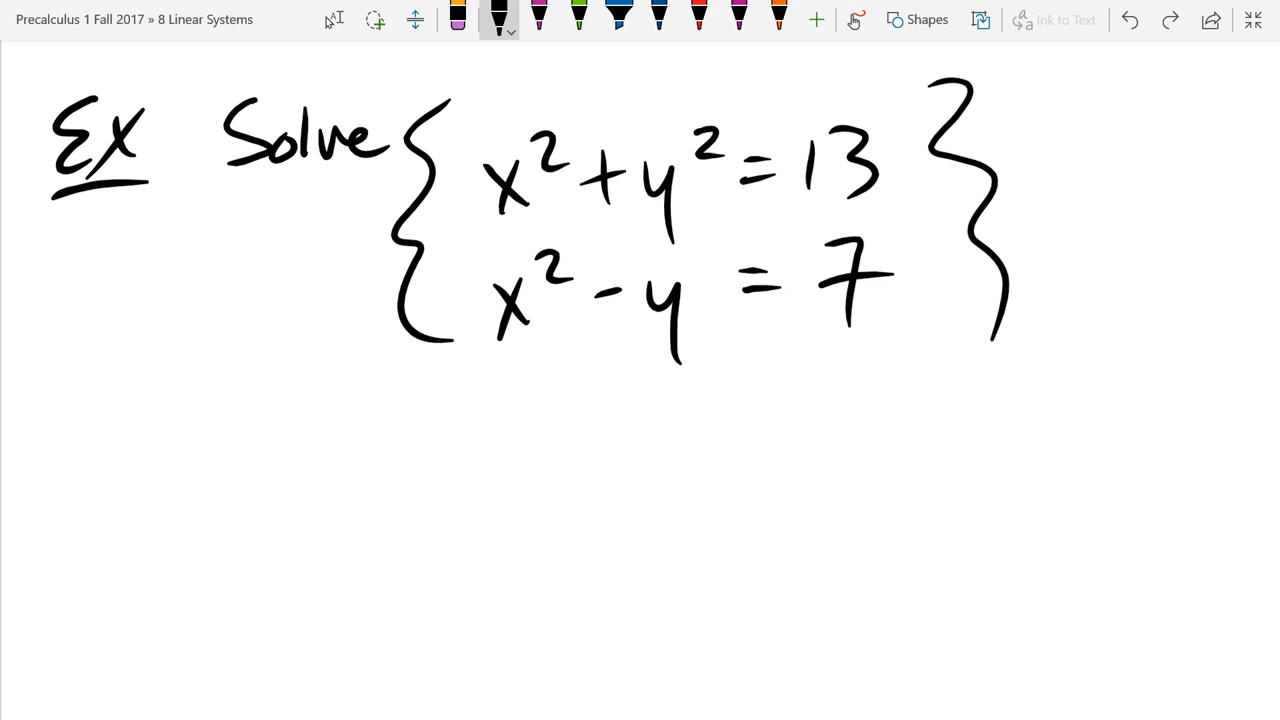 Precalculus 1 Fall 2017 » 8 Linear Systems
Shapes
Ink to Text
Ex Solve { x² + y² = 13
x² - y = 7 }